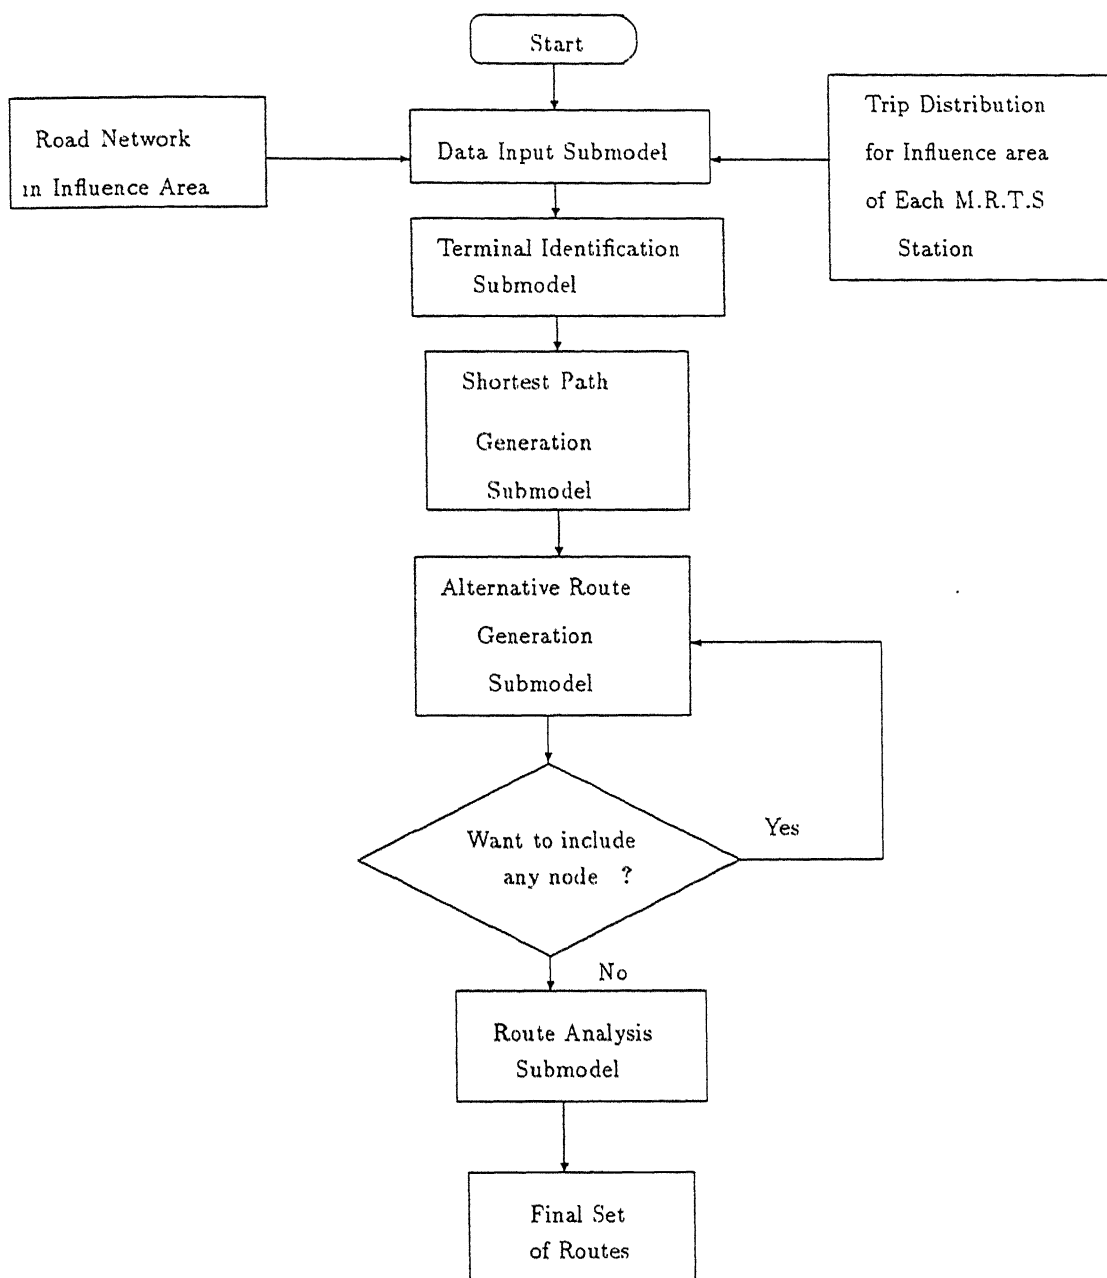 Start
Road Network
in Influence Area
Data Input Submodel
Trip Distribution
for Influence area
of Each M.R.T.S
Station
Terminal Identification
Submodel
Shortest Path
Generation
Submodel
Alternative Route
Generation
Submodel
Want to include
any node ?
Yes
No
Route Analysis
Submodel
Final Set
of Routes